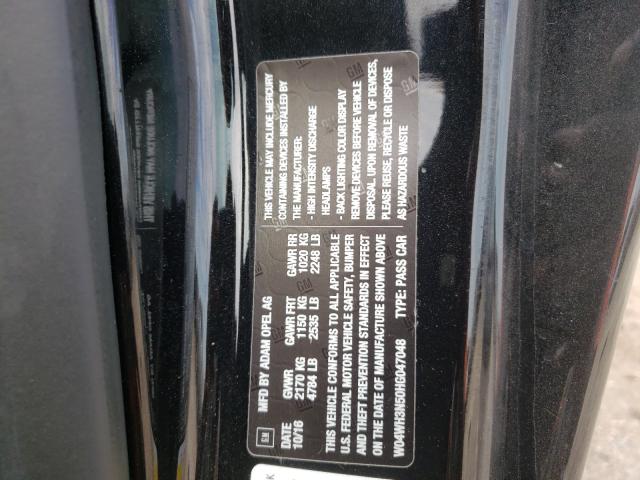 GM
MFD BY ADAM OPEL AG
DATE GVWR GAWR FRT GAWR RR
10/16 2170 KG 1150 KG 1020 KG
4784 LB 2535 LB 2248 LB
THIS VEHICLE CONFORMS TO ALL APPLICABLE
U.S. FEDERAL MOTOR VEHICLE SAFETY, BUMPER
AND THEFT PREVENTION STANDARDS IN EFFECT
ON DATE OF MANUFACTURE SHOWN ABOVE
W04WH3N50HG047048 TYPE: PASS CAR
THIS VEHICLE MAY INCLUDE MERCURY
CONTAINING DEVICES INSTALLED BY
THE MANUFACTURER:
- HIGH INTENSITY DISCHARGE
HEADLAMPS
- BACK LIGHTING COLOR DISPLAY
REMOVE DEVICES BEFORE VEHICLE
DISPOSAL. UPON REMOVAL OF DEVICES,
PLEASE REUSE, RECYCLE OR DISPOSE
AS HAZARDOUS WASTE